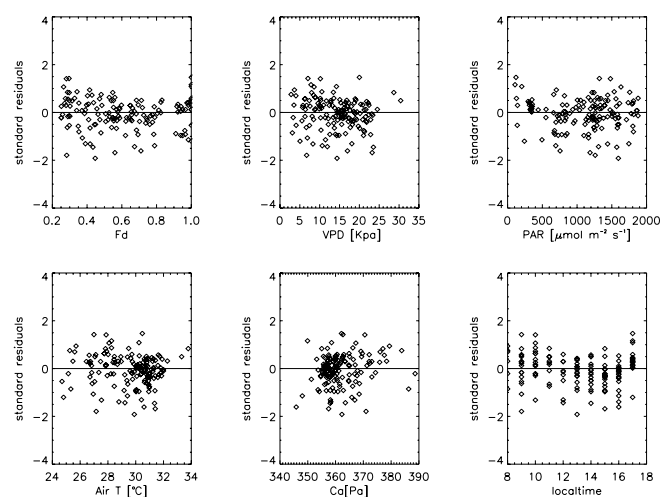 standard residuals
4
2
0
−2
−4
0.2 0.4 0.6 0.8 1.0
Fd
standard residuals
4
2
0
−2
−4
0 5 10 15 20 25 30 35
VPD [Kpa]
standard residuals
4
2
0
−2
−4
0 500 1000 1500 2000
PAR [μmol m⁻² s⁻¹]
standard residuals
4
2
0
−2
−4
24 26 28 30 32 34
Air T [°C]
standard residuals
4
2
0
−2
−4
340 350 360 370 380 390
Ca[Pa]
standard residuals
4
2
0
−2
−4
8 10 12 14 16 18
localtime